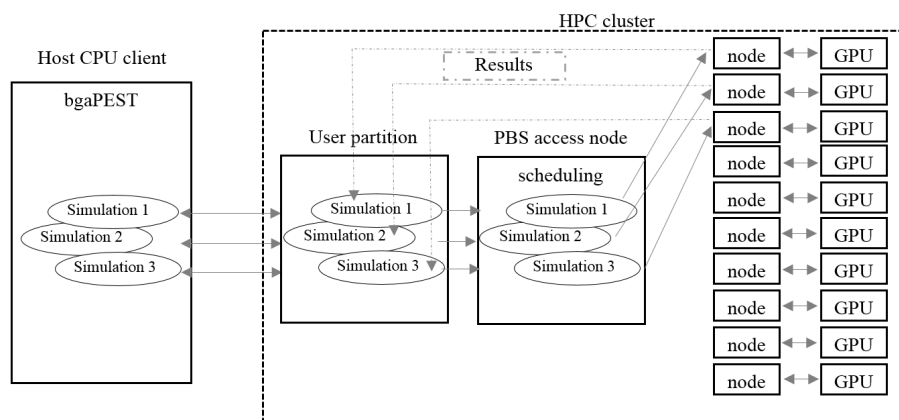 HPC cluster
Host CPU client
bgaPEST
Simulation 1
Simulation 2
Simulation 3
Results
User partition
Simulation 1
Simulation 2
Simulation 3
PBS access node
scheduling
Simulation 1
Simulation 2
Simulation 3
node GPU
node GPU
node GPU
node GPU
node GPU
node GPU
node GPU
node GPU
node GPU
node GPU